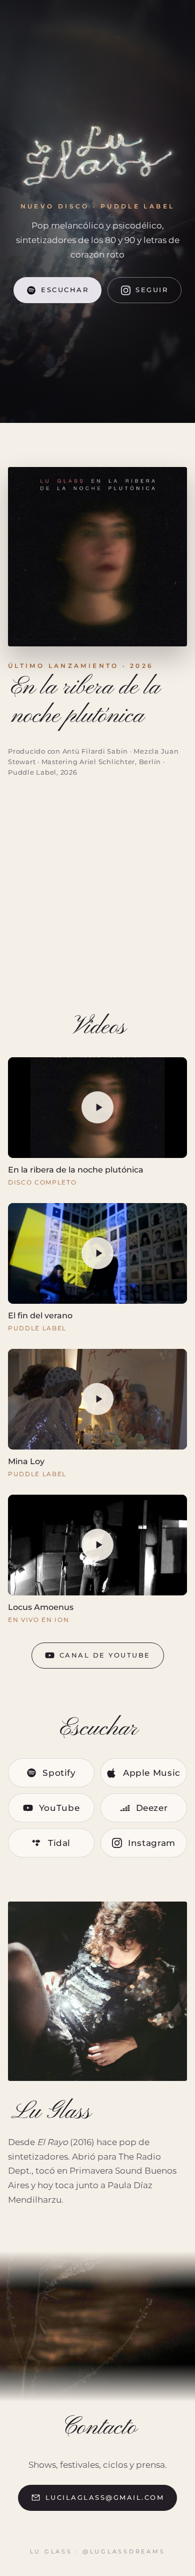 Lu
Glass
NUEVO DISCO · PUDDLE LABEL
Pop melancólico y psicodélico,
sintetizadores de los 80 y 90 y letras de
corazón roto
ESCUCHAR
SEGUIR
LU GLASS EN LA RIBERA
DE LA NOCHE PLUTÓNICA
ÚLTIMO LANZAMIENTO · 2026
En la ribera de la
noche plutónica
Producido con Antü Filardi Sabin · Mezcla Juan
Stewart · Mastering Ariel Schlichter, Berlín ·
Puddle Label, 2026
Videos
En la ribera de la noche plutónica
DISCO COMPLETO
El fin del verano
PUDDLE LABEL
Mina Loy
PUDDLE LABEL
Locus Amoenus
EN VIVO EN ION
CANAL DE YOUTUBE
Escuchar
Spotify
Apple Music
YouTube
Deezer
Tidal
Instagram
Lu Glass
Desde El Rayo (2016) hace pop de
sintetizadores. Abrió para The Radio
Dept., tocó en Primavera Sound Buenos
Aires y hoy toca junto a Paula Díaz
Mendilharzu.
Contacto
Shows, festivales, ciclos y prensa.
LUCILAGLASS@GMAIL.COM
LU GLASS · @LUGLASSDREAMS